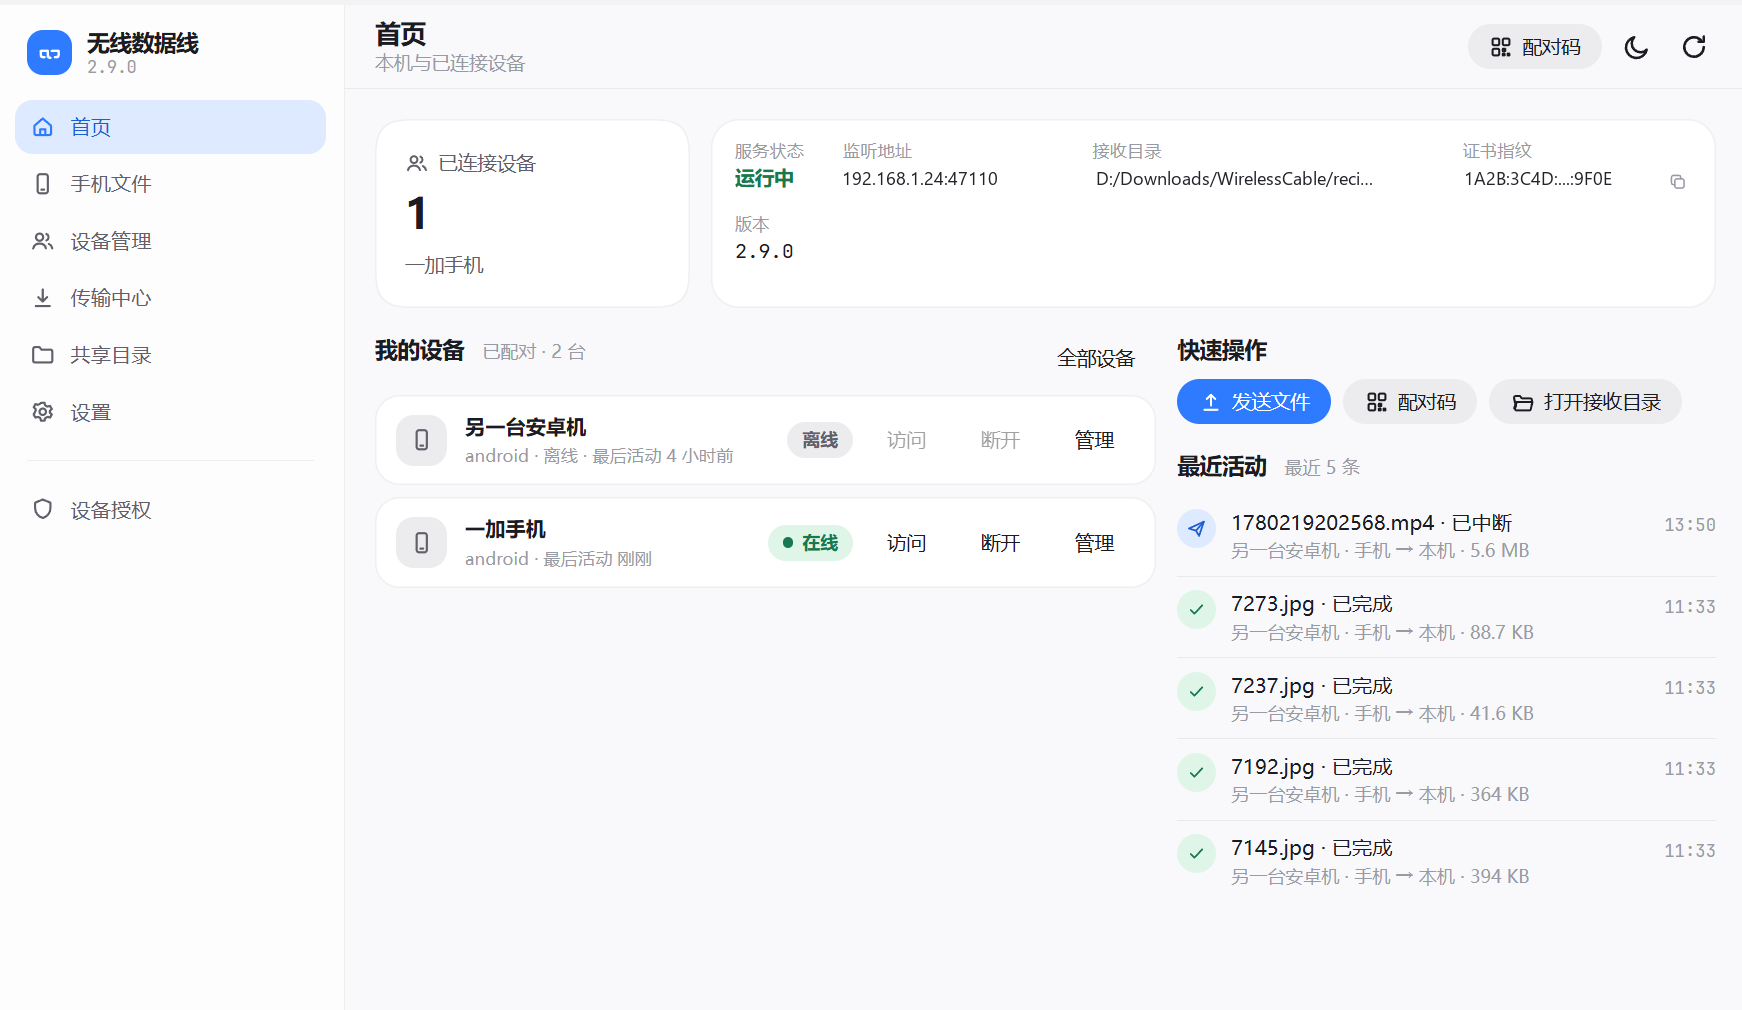 无线数据线
2.9.0
首页
手机文件
设备管理
传输中心
共享目录
设置
设备授权
首页
本机与已连接设备
配对码
已连接设备
1
一加手机
服务状态
运行中
监听地址
192.168.1.24:47110
接收目录
D:/Downloads/WirelessCable/reci...
证书指纹
1A2B:3C4D:...:9F0E
版本
2.9.0
我的设备 已配对 · 2 台
全部设备
另一台安卓机
android · 离线 · 最后活动 4 小时前
离线 访问 断开 管理
一加手机
android · 最后活动 刚刚
在线 访问 断开 管理
快速操作
发送文件 配对码 打开接收目录
最近活动 最近 5 条
1780219202568.mp4 · 已中断 13:50
另一台安卓机 · 手机 → 本机 · 5.6 MB
7273.jpg · 已完成 11:33
另一台安卓机 · 手机 → 本机 · 88.7 KB
7237.jpg · 已完成 11:33
另一台安卓机 · 手机 → 本机 · 41.6 KB
7192.jpg · 已完成 11:33
另一台安卓机 · 手机 → 本机 · 364 KB
7145.jpg · 已完成 11:33
另一台安卓机 · 手机 → 本机 · 394 KB